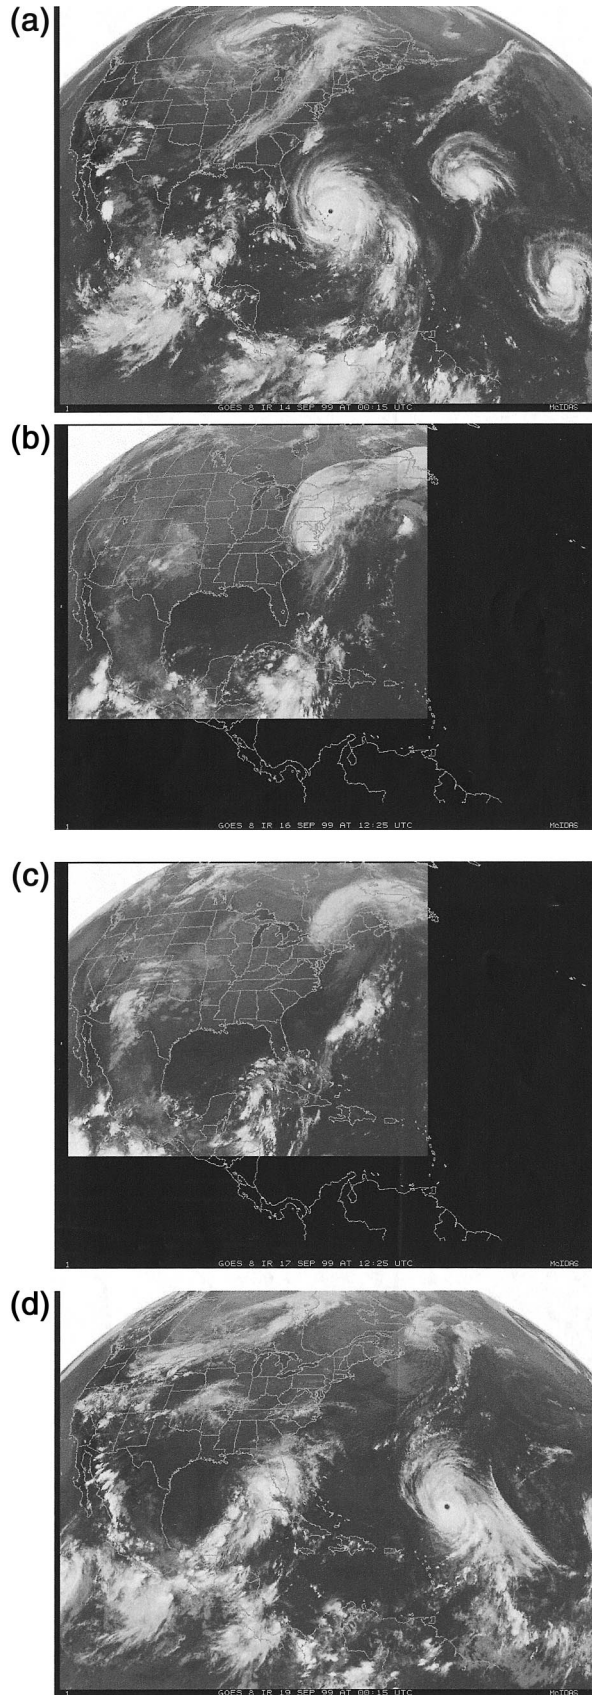 (a)
1 GOES 8 IR 14 SEP 99 AT 00:15 UTC McIDAS
(b)
1 GOES 8 IR 16 SEP 99 AT 12:25 UTC McIDAS
(c)
1 GOES 8 IR 17 SEP 99 AT 12:25 UTC McIDAS
(d)
1 GOES 8 IR 19 SEP 99 AT 00:15 UTC McIDAS